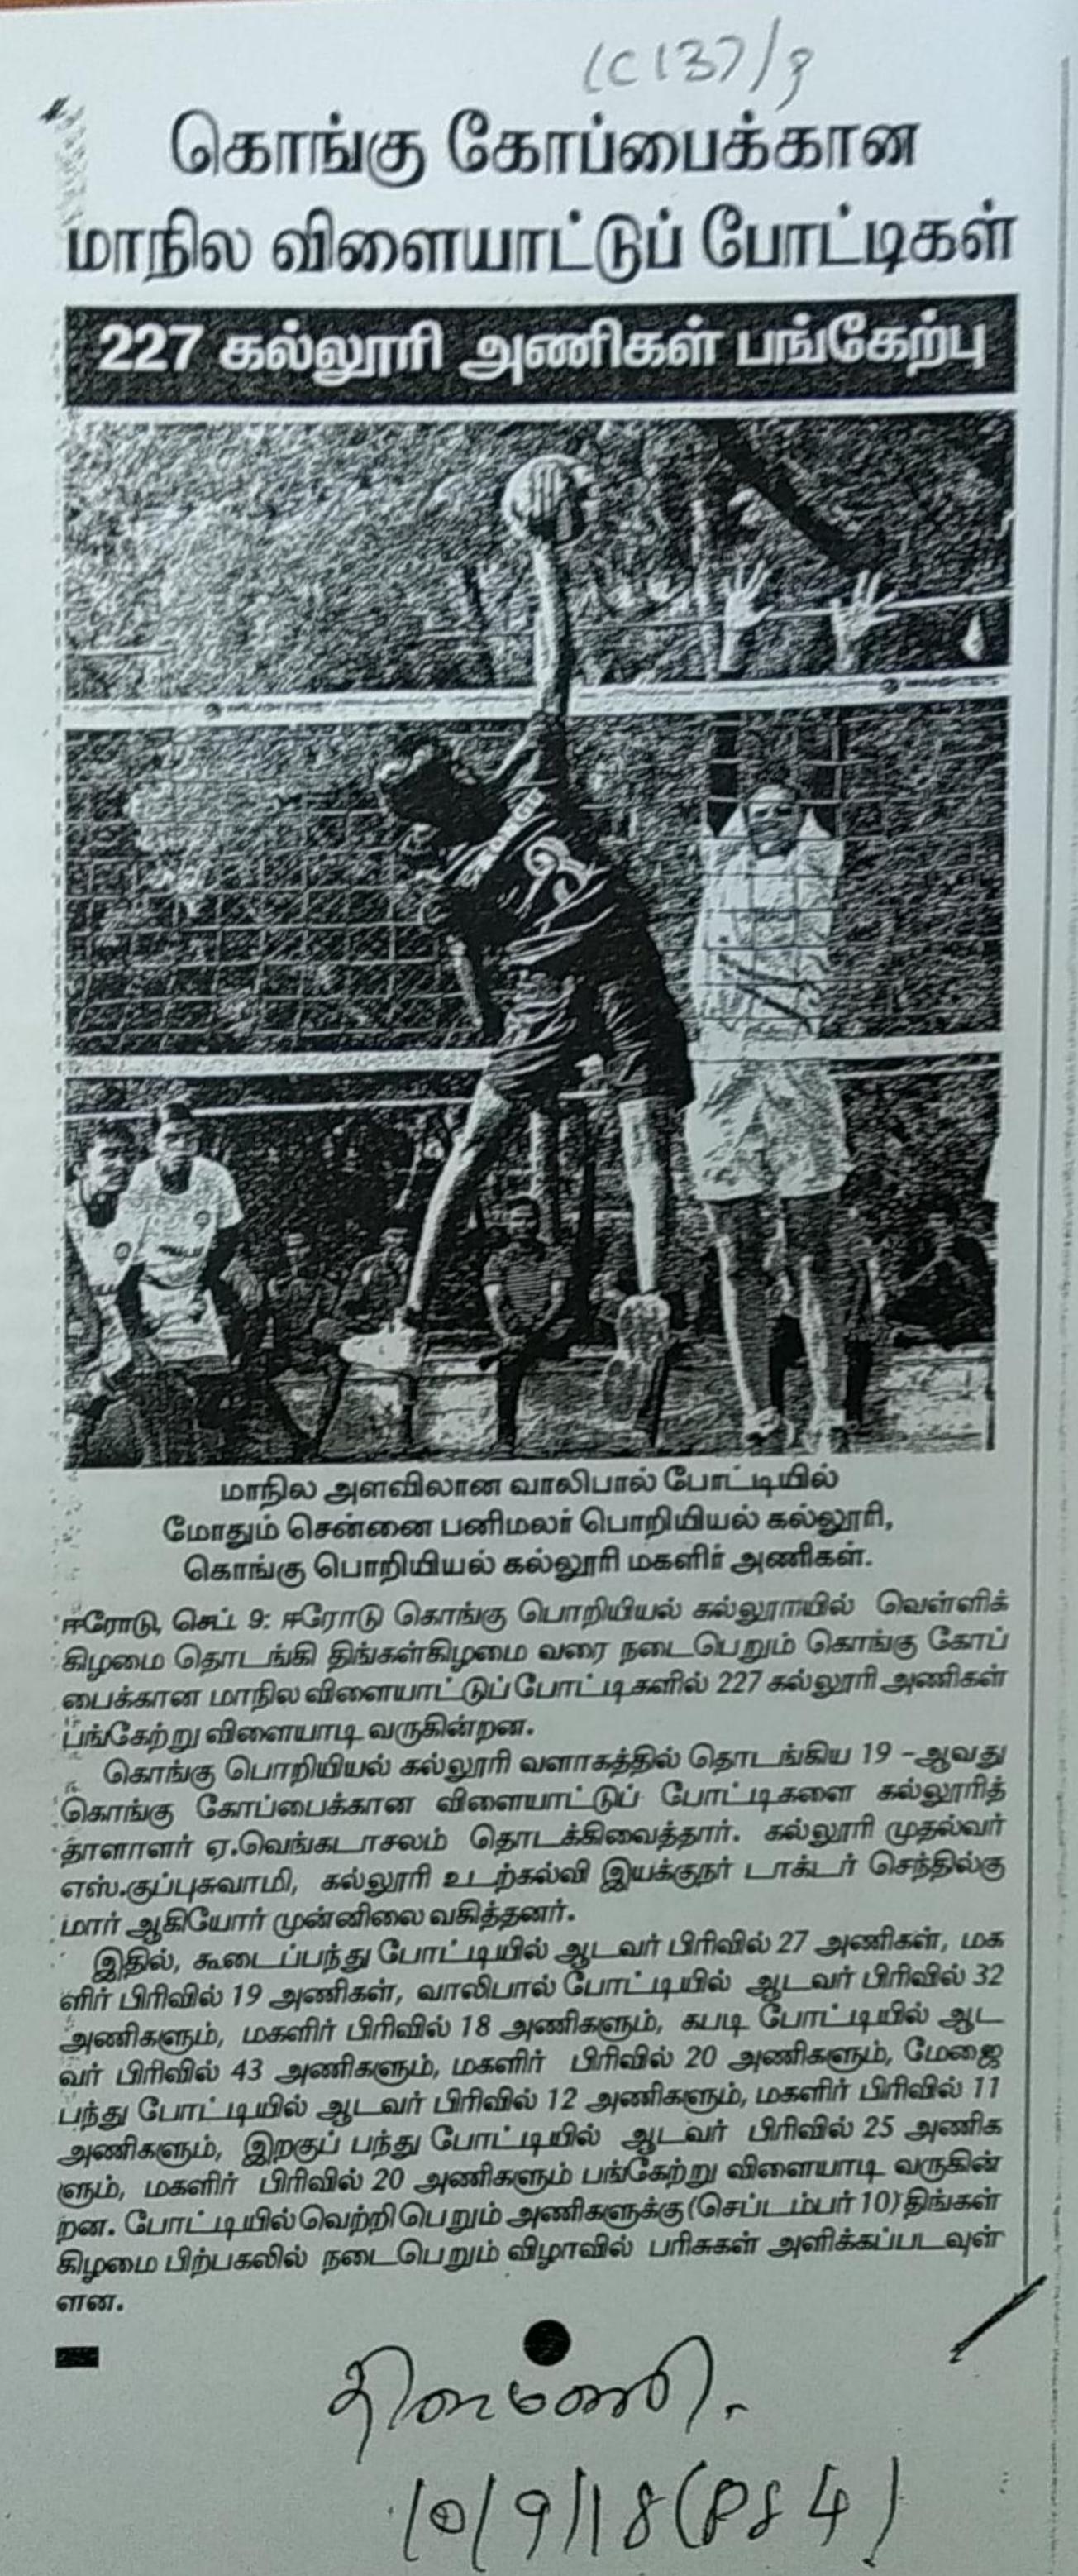 (C137)/9
கொங்கு கோப்பைக்கான
மாநில விளையாட்டுப் போட்டிகள்
227 கல்லூரி அணிகள் பங்கேற்பு
KONGU
மாநில அளவிலான வாலிபால் போட்டியில்
மோதும் சென்னை பனிமலர் பொறியியல் கல்லூரி,
கொங்கு பொறியியல் கல்லூரி மகளிர் அணிகள்.
ஈரோடு, செப். 9: ஈரோடு கொங்கு பொறியியல் கல்லூரியில் வெள்ளிக்
கிழமை தொடங்கி திங்கள்கிழமை வரை நடைபெறும் கொங்கு கோப்
பைக்கான மாநில விளையாட்டுப் போட்டிகளில் 227 கல்லூரி அணிகள்
பங்கேற்று விளையாடி வருகின்றன.
கொங்கு பொறியியல் கல்லூரி வளாகத்தில் தொடங்கிய 19 -ஆவது
கொங்கு கோப்பைக்கான விளையாட்டுப் போட்டிகளை கல்லூரித்
தாளாளர் ஏ.வெங்கடாசலம் தொடக்கிவைத்தார். கல்லூரி முதல்வர்
எஸ்.குப்புசுவாமி, கல்லூரி உடற்கல்வி இயக்குநர் டாக்டர் செந்தில்கு
மார் ஆகியோர் முன்னிலை வகித்தனர்.
இதில், கூடைப்பந்து போட்டியில் ஆடவர் பிரிவில் 27 அணிகள், மக
ளிர் பிரிவில் 19 அணிகள், வாலிபால் போட்டியில் ஆடவர் பிரிவில் 32
அணிகளும், மகளிர் பிரிவில் 18 அணிகளும், கபடி போட்டியில் ஆட
வர் பிரிவில் 43 அணிகளும், மகளிர் பிரிவில் 20 அணிகளும், மேஜை
பந்து போட்டியில் ஆடவர் பிரிவில் 12 அணிகளும், மகளிர் பிரிவில் 11
அணிகளும், இறகுப் பந்து போட்டியில் ஆடவர் பிரிவில் 25 அணிக
ளும், மகளிர் பிரிவில் 20 அணிகளும் பங்கேற்று விளையாடி வருகின்
றன. போட்டியில் வெற்றி பெறும் அணிகளுக்கு (செப்டம்பர் 10) திங்கள்
கிழமை பிற்பகலில் நடைபெறும் விழாவில் பரிசுகள் அளிக்கப்படவுள்
ளன.
தினமணி.
10/9/18 (PS 4)